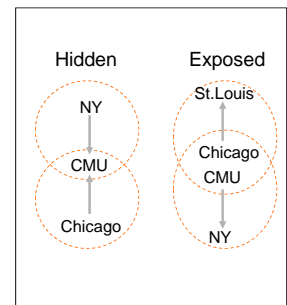 Hidden
NY
CMU
Chicago
Exposed
St.Louis
Chicago
CMU
NY